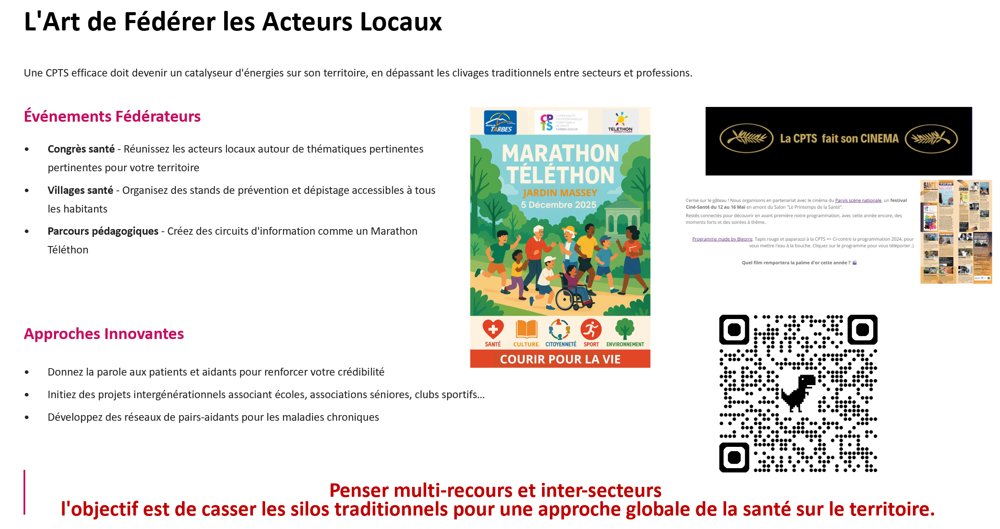 L'Art de Fédérer les Acteurs Locaux
Une CPTS efficace doit devenir un catalyseur d'énergies sur son territoire, en dépassant les clivages traditionnels entre secteurs et professions.
Événements Fédérateurs
• Congrès santé - Réunissez les acteurs locaux autour de thématiques pertinentes
pertinentes pour votre territoire
• Villages santé - Organisez des stands de prévention et dépistage accessibles à tous
les habitants
• Parcours pédagogiques - Créez des circuits d'information comme un Marathon
Téléthon
Approches Innovantes
• Donnez la parole aux patients et aidants pour renforcer votre crédibilité
• Initiez des projets intergénérationnels associant écoles, associations séniores, clubs sportifs…
• Développez des réseaux de pairs-aidants pour les maladies chroniques
Mairie de
TARBES
CPTS
COMMUNAUTÉ
PROFESSIONNELLE
TERRITORIALE
DE SANTÉ
TARBES ADOUR
TELETHON
MARATHON
TÉLÉTHON
JARDIN MASSEY
5 Décembre 2025
SANTÉ
CULTURE.
CITOYENNETÉ
SPORT
ENVIRONNEMENT
COURIR POUR LA VIE
La CPTS fait son CINEMA
Cerise sur le gâteau ! Nous organisons en partenariat avec le cinéma du Parvis scène nationale, un festival
Ciné-Santé du 12 au 16 Mai en amont du Salon "Le Printemps de la Santé".
Restés connectés pour découvrir en avant première notre programmation, avec cette année encore, des
moments forts et des soirées à thème.
Programme made by Bigorre. Tapis rouge et paparazzi à la CPTS => Ci-contre la programmation 2024, pour
vous mettre l'eau à la bouche. Cliquez sur le programme pour vous téléporter ;)
Quel film remportera la palme d'or cette année ? 🎬
SANTÉ
A LA UNE
MADAME
CINEMA
CINÉ-DÉBAT
RENCONTRE
Penser multi-recours et inter-secteurs
l'objectif est de casser les silos traditionnels pour une approche globale de la santé sur le territoire.